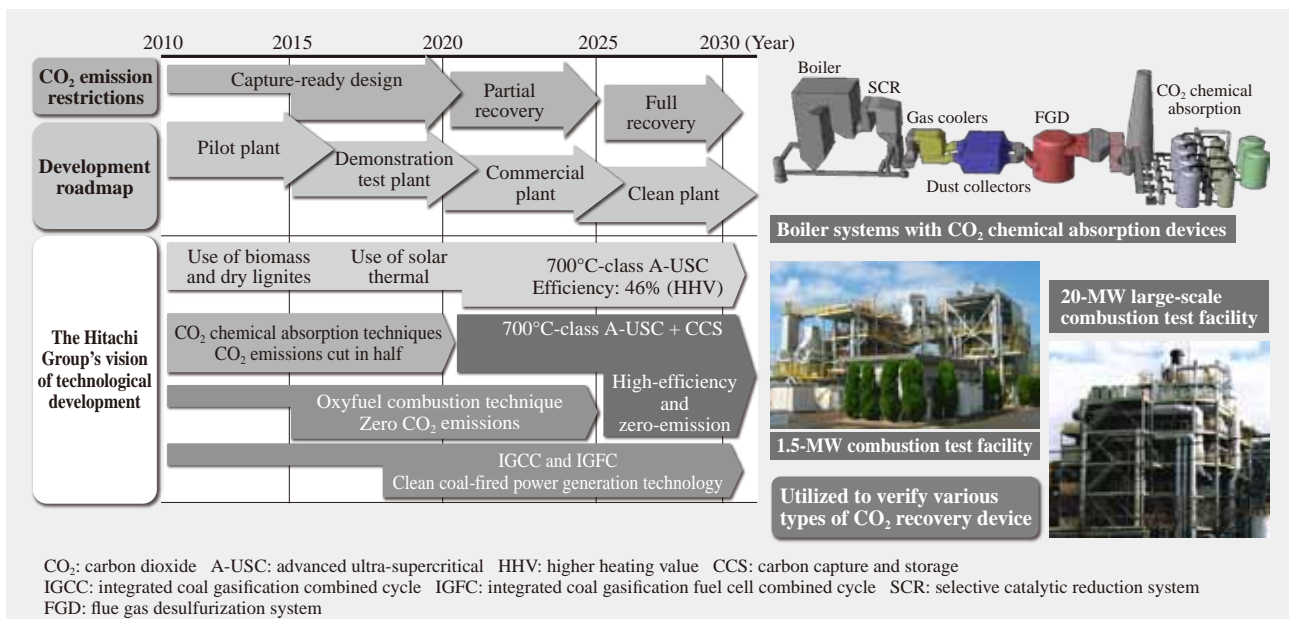 2010 2015 2020 2025 2030 (Year)
CO₂ emission
restrictions
Capture-ready design
Partial
recovery
Full
recovery
Development
roadmap
Pilot plant
Demonstration
test plant
Commercial
plant
Clean plant
The Hitachi
Group's vision
of technological
development
Use of biomass
and dry lignites
Use of solar
thermal
700°C-class A-USC
Efficiency: 46% (HHV)
CO₂ chemical absorption techniques
CO₂ emissions cut in half
700°C-class A-USC + CCS
High-efficiency
and
zero-emission
Oxyfuel combustion technique
Zero CO₂ emissions
IGCC and IGFC
Clean coal-fired power generation technology
Boiler
SCR
Gas coolers
Dust collectors
FGD
CO₂ chemical
absorption
Boiler systems with CO₂ chemical absorption devices
1.5-MW combustion test facility
20-MW large-scale
combustion test facility
Utilized to verify various
types of CO₂ recovery device
CO₂: carbon dioxide A-USC: advanced ultra-supercritical HHV: higher heating value CCS: carbon capture and storage
IGCC: integrated coal gasification combined cycle IGFC: integrated coal gasification fuel cell combined cycle SCR: selective catalytic reduction system
FGD: flue gas desulfurization system